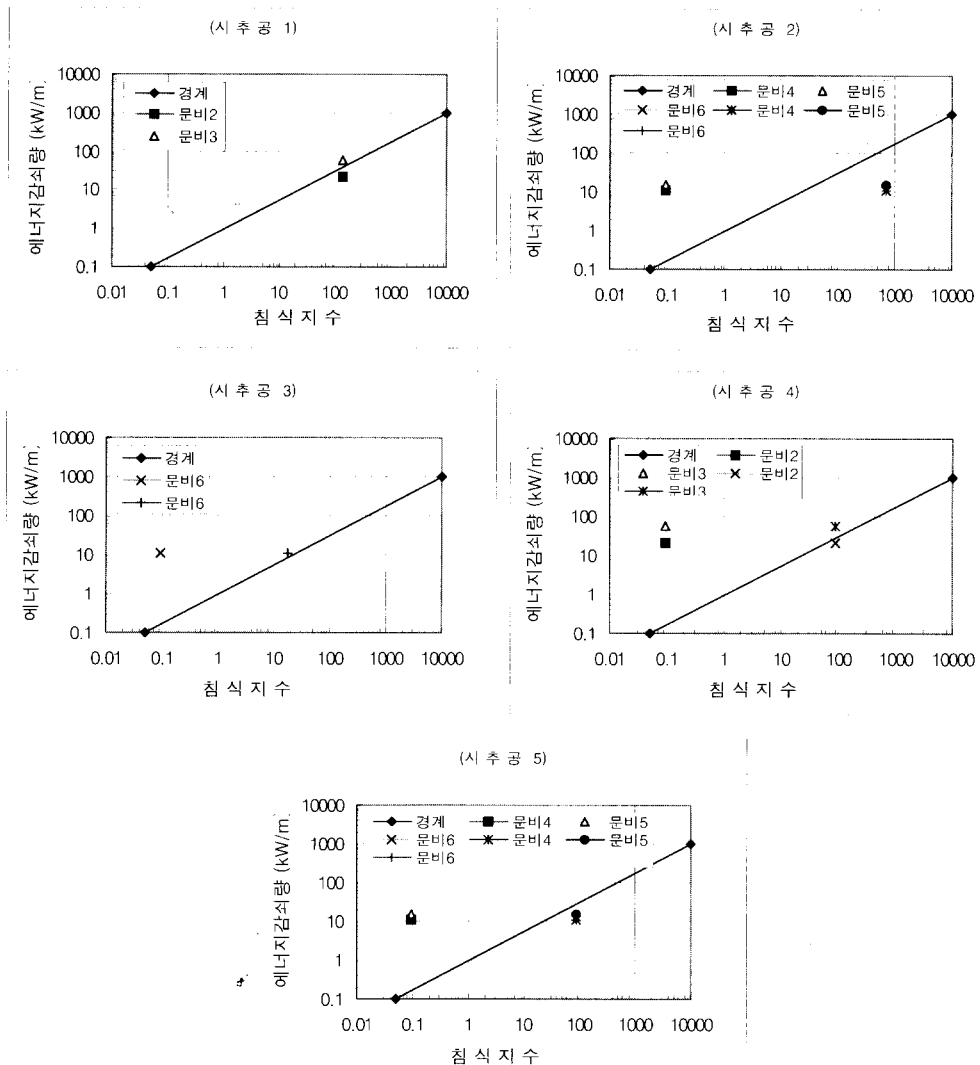 (시 추 공 1)
에너지감쇠량 (kW/m)
10000
1000
100
10
1
0.1
경계
문비2
문비3
0.01 0.1 1 10 100 1000 10000
침 식 지 수
(시 추 공 2)
에너지감쇠량 (kW/m)
10000
1000
100
10
1
0.1
경계 문비4 문비5
문비6 문비4 문비5
문비6
0.01 0.1 1 10 100 1000 10000
침 식 지 수
(시 추 공 3)
에너지감쇠량 (kW/m)
10000
1000
100
10
1
0.1
경계
문비6
문비6
0.01 0.1 1 10 100 1000 10000
침 식 지 수
(시 추 공 4)
에너지감쇠량 (kW/m)
10000
1000
100
10
1
0.1
경계 문비2
문비3 문비2
문비3
0.01 0.1 1 10 100 1000 10000
침 식 지 수
(시 추 공 5)
에너지감쇠량 (kW/m)
10000
1000
100
10
1
0.1
경계 문비4 문비5
문비6 문비4 문비5
문비6
0.01 0.1 1 10 100 1000 10000
침 식 지 수